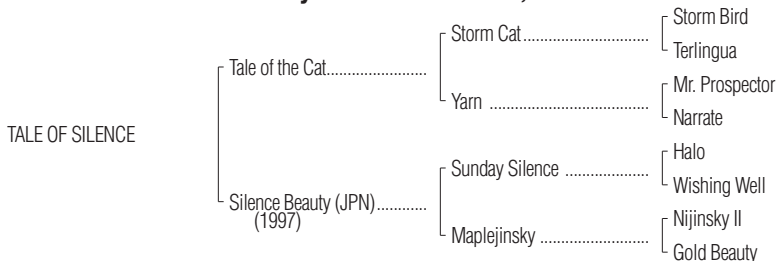 Storm Bird
Storm Cat
Terlingua
Tale of the Cat
Mr. Prospector
Yarn
Narrate
TALE OF SILENCE
Halo
Sunday Silence
Wishing Well
Silence Beauty (JPN)
(1997)
Nijinsky II
Maplejinsky
Gold Beauty